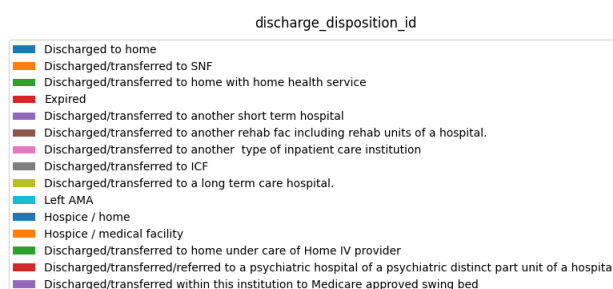 discharge_disposition_id
Discharged to home
Discharged/transferred to SNF
Discharged/transferred to home with home health service
Expired
Discharged/transferred to another short term hospital
Discharged/transferred to another rehab fac including rehab units of a hospital.
Discharged/transferred to another  type of inpatient care institution
Discharged/transferred to ICF
Discharged/transferred to a long term care hospital.
Left AMA
Hospice / home
Hospice / medical facility
Discharged/transferred to home under care of Home IV provider
Discharged/transferred/referred to a psychiatric hospital of a psychiatric distinct part unit of a hospita
Discharged/transferred within this institution to Medicare approved swing bed